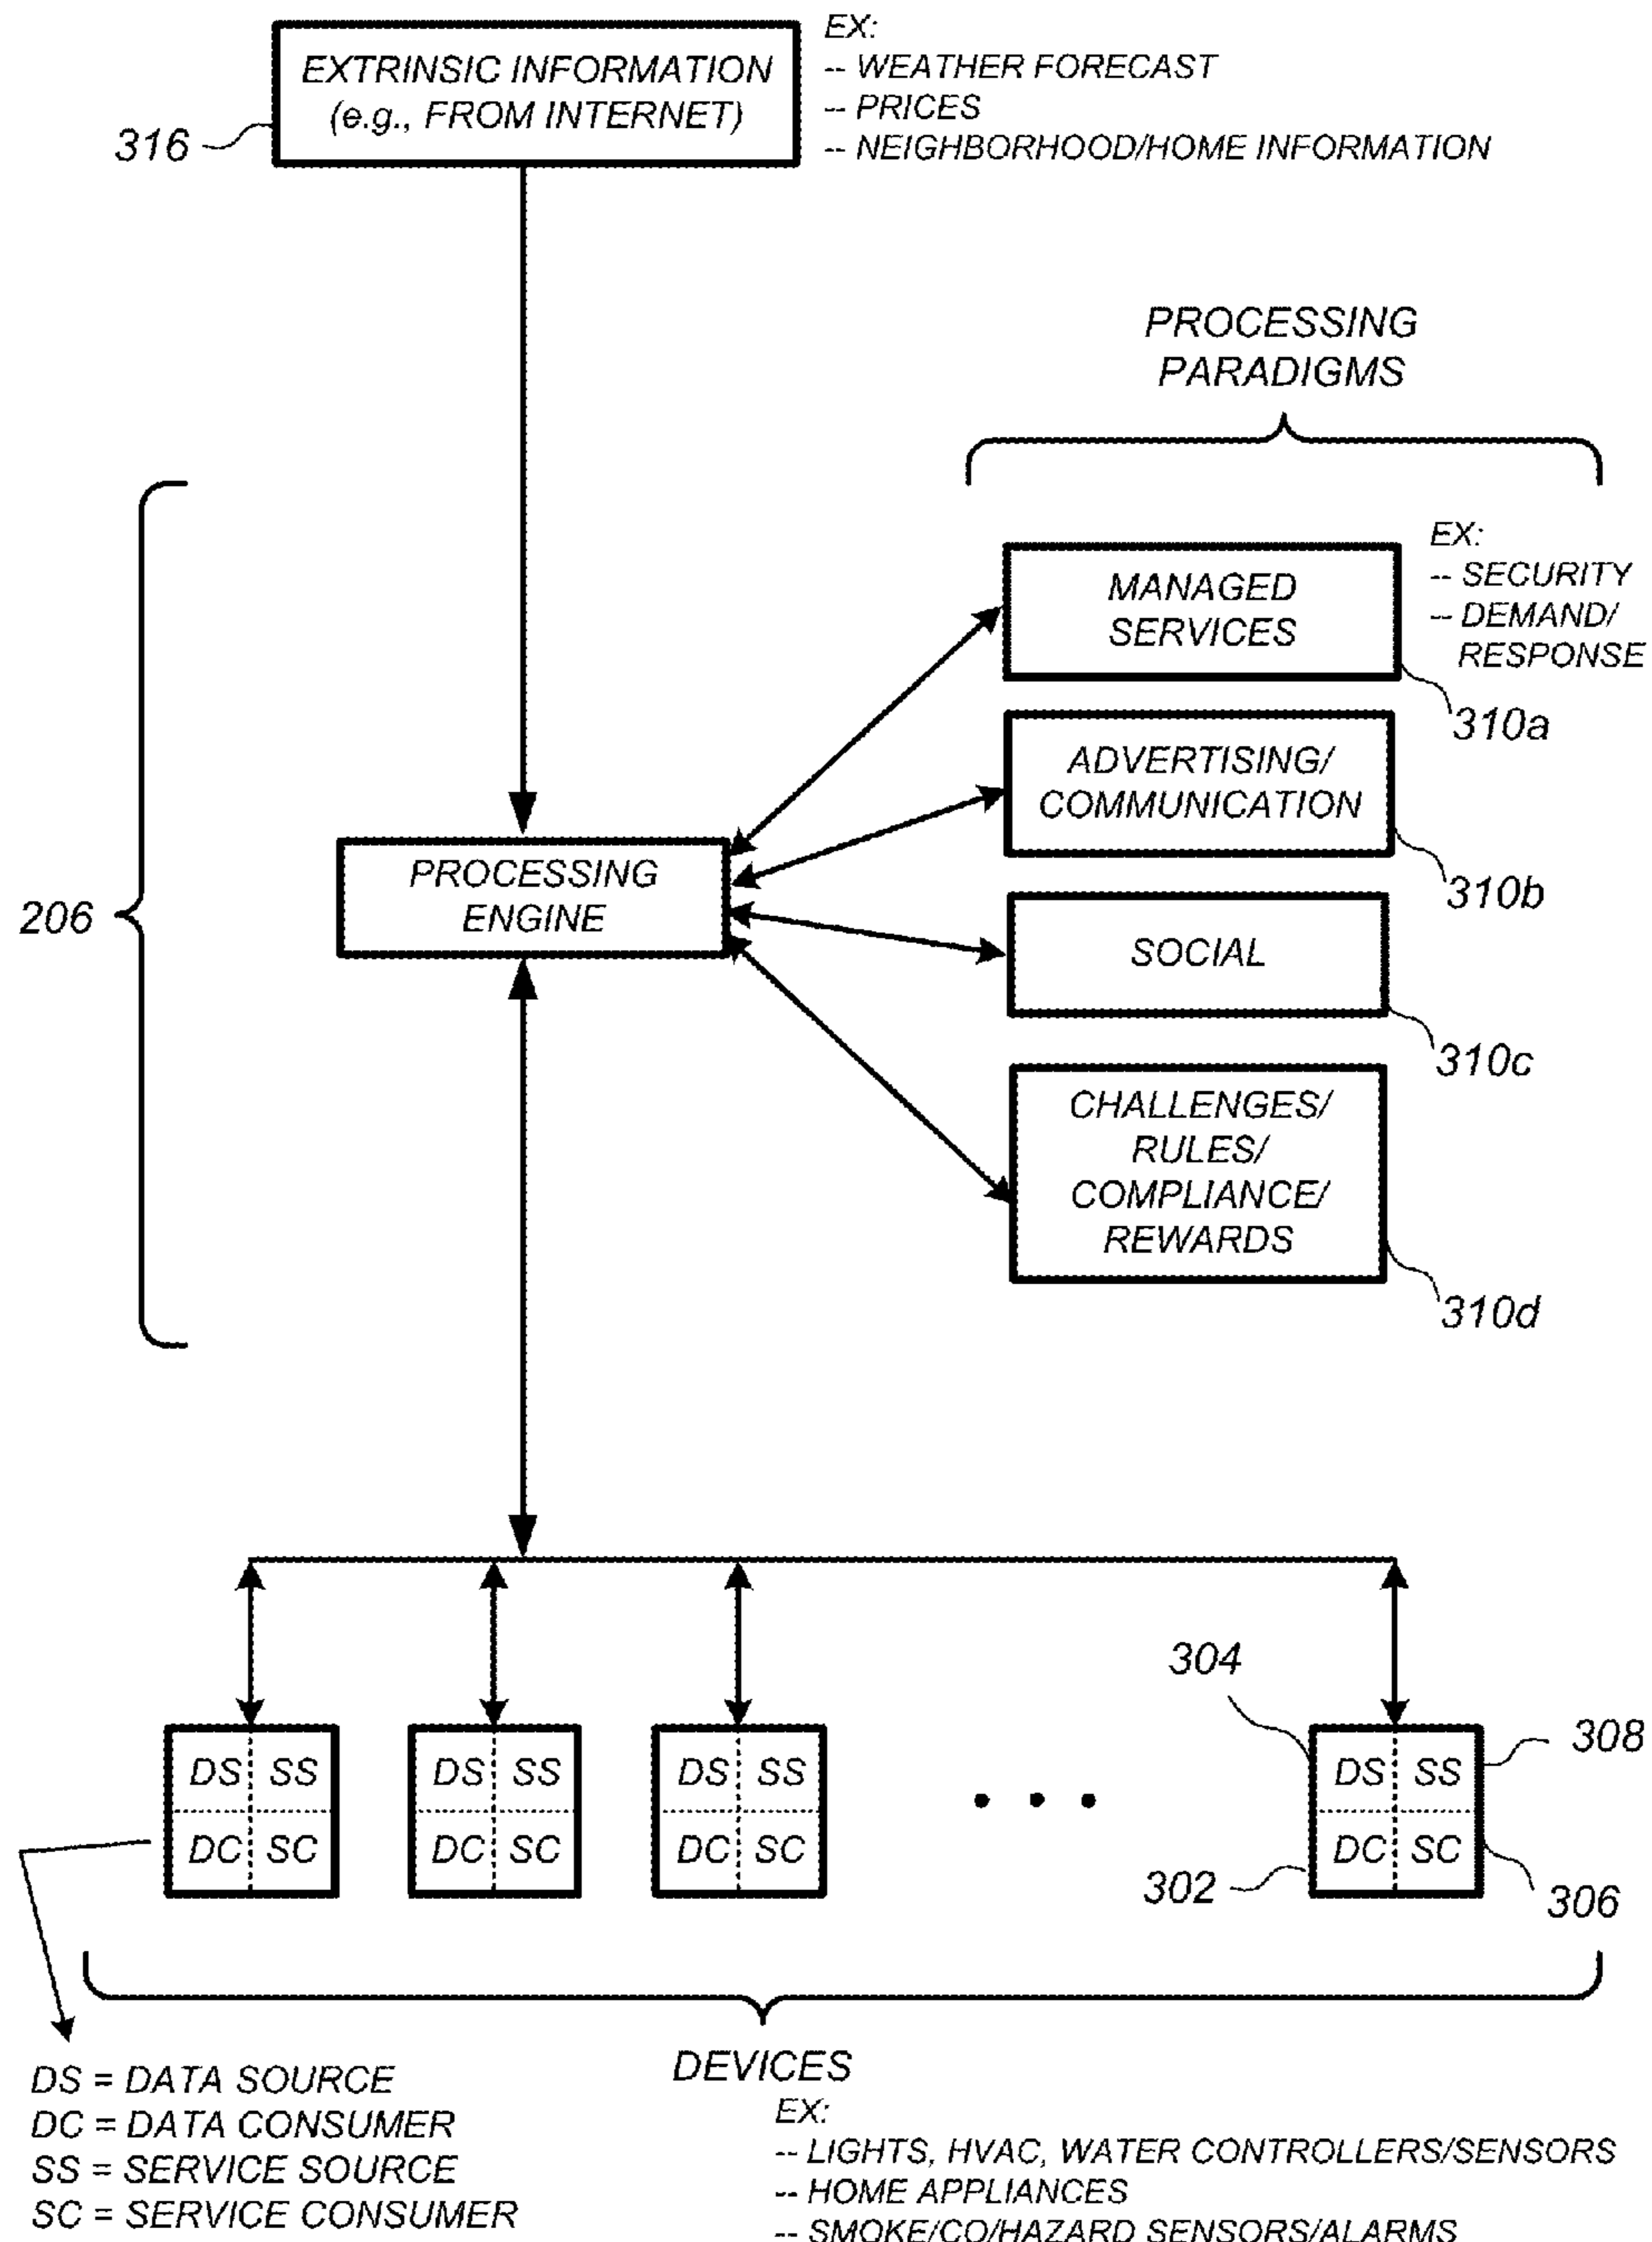 EXTRINSIC INFORMATION
(e.g., FROM INTERNET)
316
EX:
-- WEATHER FORECAST
-- PRICES
-- NEIGHBORHOOD/HOME INFORMATION
PROCESSING
PARADIGMS
206
PROCESSING
ENGINE
MANAGED
SERVICES
EX:
-- SECURITY
-- DEMAND/
RESPONSE
310a
ADVERTISING/
COMMUNICATION
310b
SOCIAL
310c
CHALLENGES/
RULES/
COMPLIANCE/
REWARDS
310d
DS SS
DC SC
DS SS
DC SC
DS SS
DC SC
• • •
304
DS SS
DC SC
308
302
306
DS = DATA SOURCE
DC = DATA CONSUMER
SS = SERVICE SOURCE
SC = SERVICE CONSUMER
DEVICES
EX:
-- LIGHTS, HVAC, WATER CONTROLLERS/SENSORS
-- HOME APPLIANCES
-- SMOKE/CO/HAZARD SENSORS/ALARMS